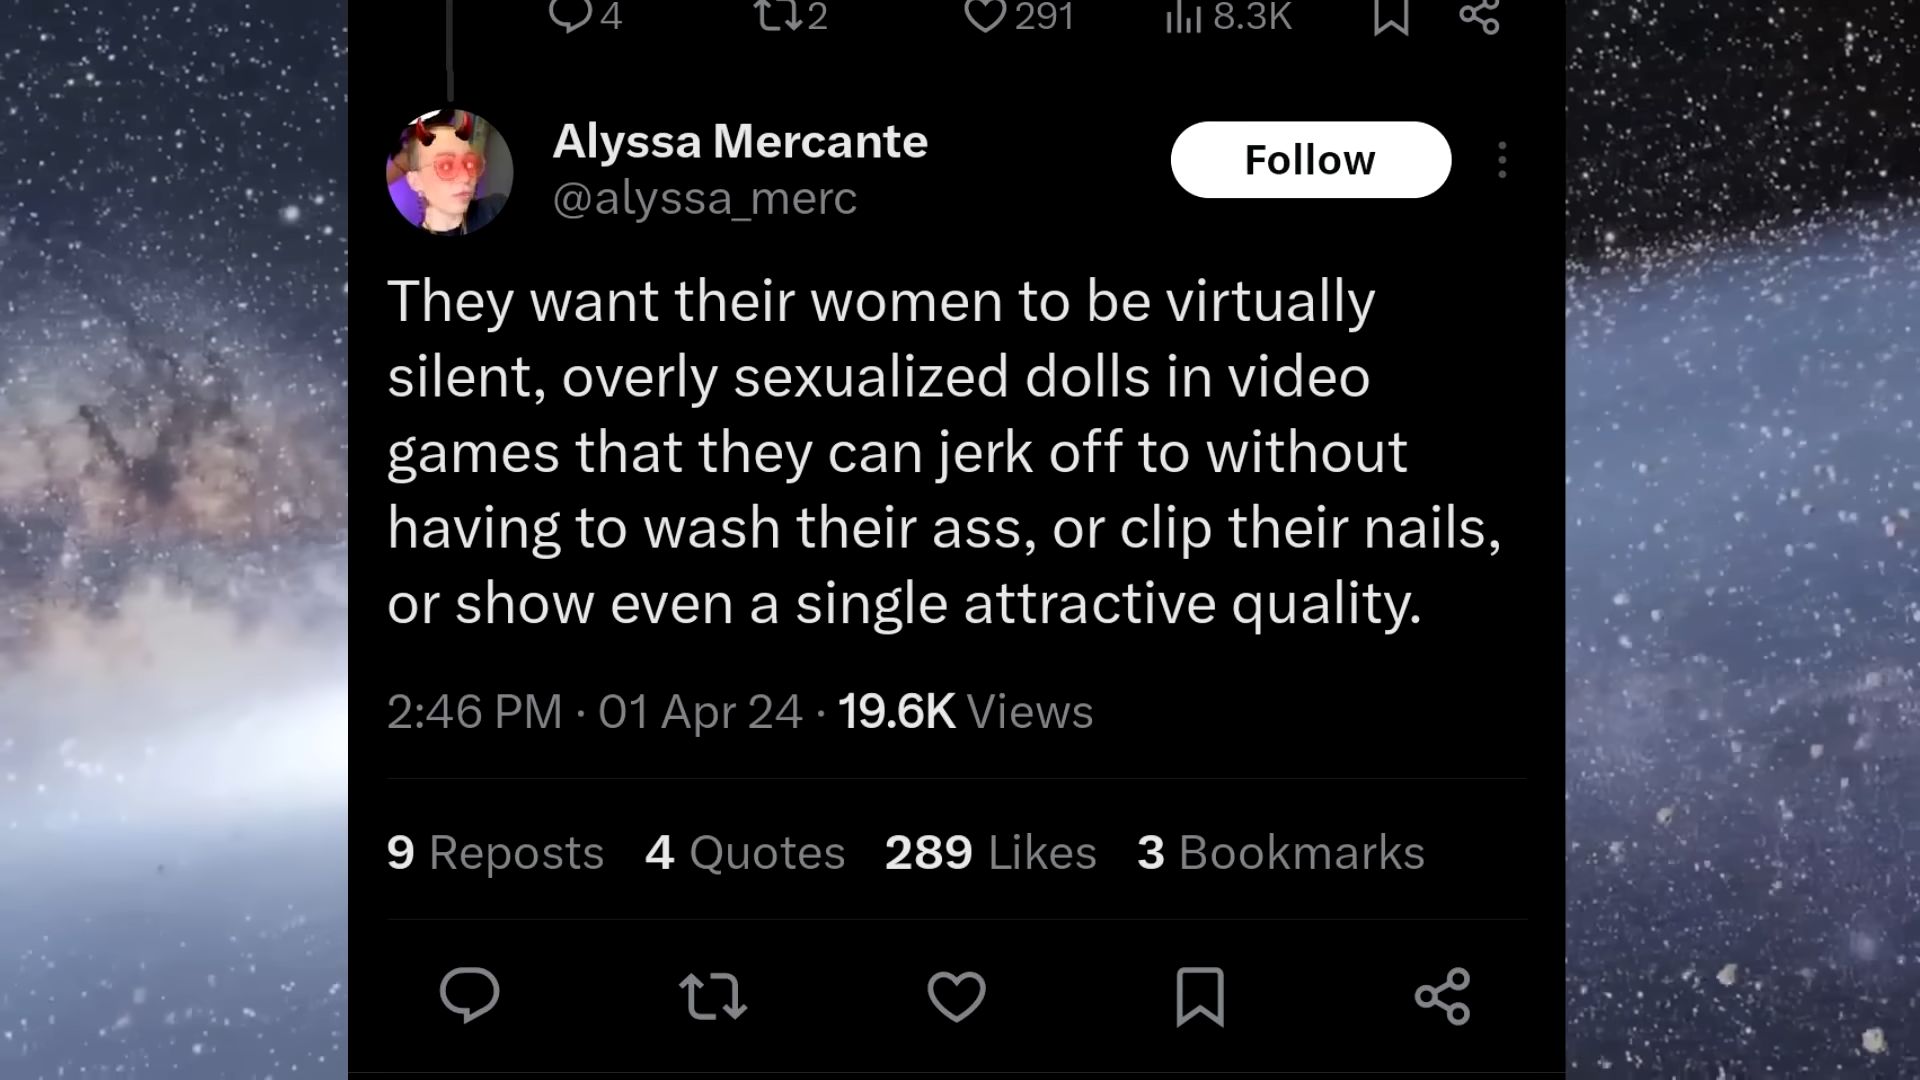 4 2 291 8.3K
Alyssa Mercante
@alyssa_merc
Follow
They want their women to be virtually
silent, overly sexualized dolls in video
games that they can jerk off to without
having to wash their ass, or clip their nails,
or show even a single attractive quality.
2:46 PM · 01 Apr 24 · 19.6K Views
9 Reposts 4 Quotes 289 Likes 3 Bookmarks